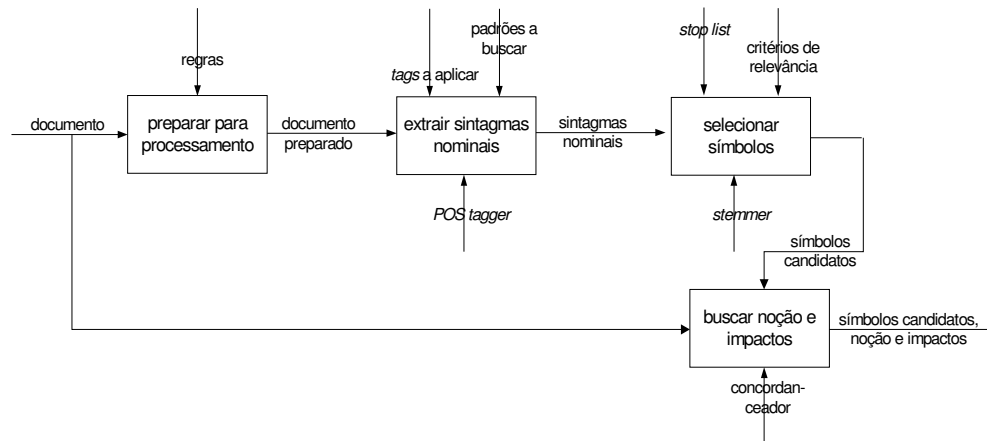 regras
tags a aplicar
padrões a
buscar
stop list
critérios de
relevância
documento
preparar para
processamento
documento
preparado
extrair sintagmas
nominais
sintagmas
nominais
selecionar
símbolos
POS tagger
stemmer
símbolos
candidatos
buscar noção e
impactos
símbolos candidatos,
noção e impactos
concordan-
ceador